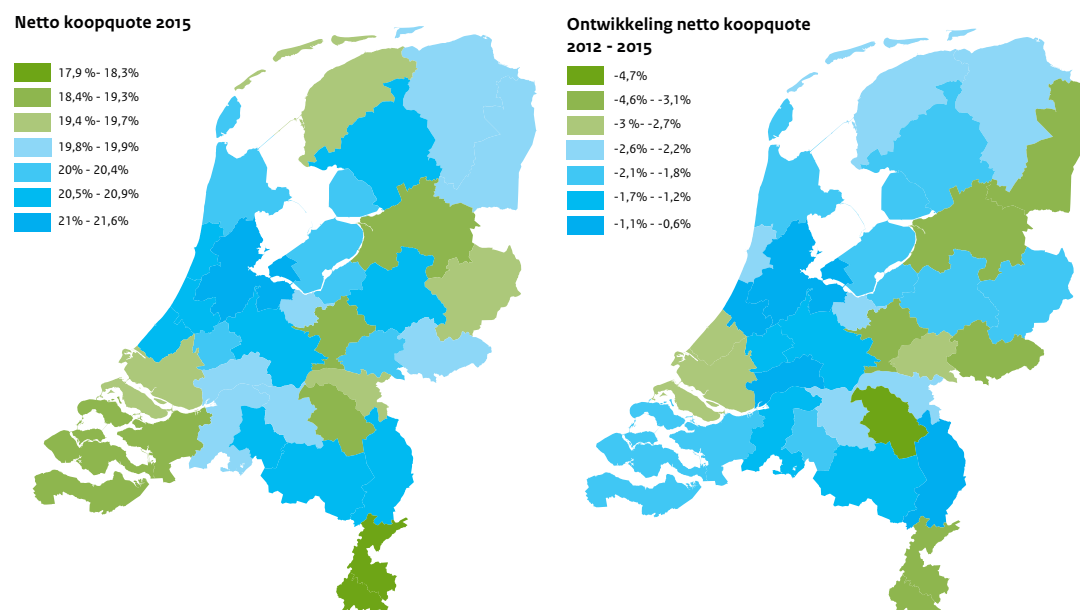 Netto koopquote 2015
17,9 %- 18,3%
18,4% - 19,3%
19,4 %- 19,7%
19,8% - 19,9%
20% - 20,4%
20,5% - 20,9%
21% - 21,6%
Ontwikkeling netto koopquote
2012 - 2015
-4,7%
-4,6% - -3,1%
-3 %- -2,7%
-2,6% - -2,2%
-2,1% - -1,8%
-1,7% - -1,2%
-1,1% - -0,6%